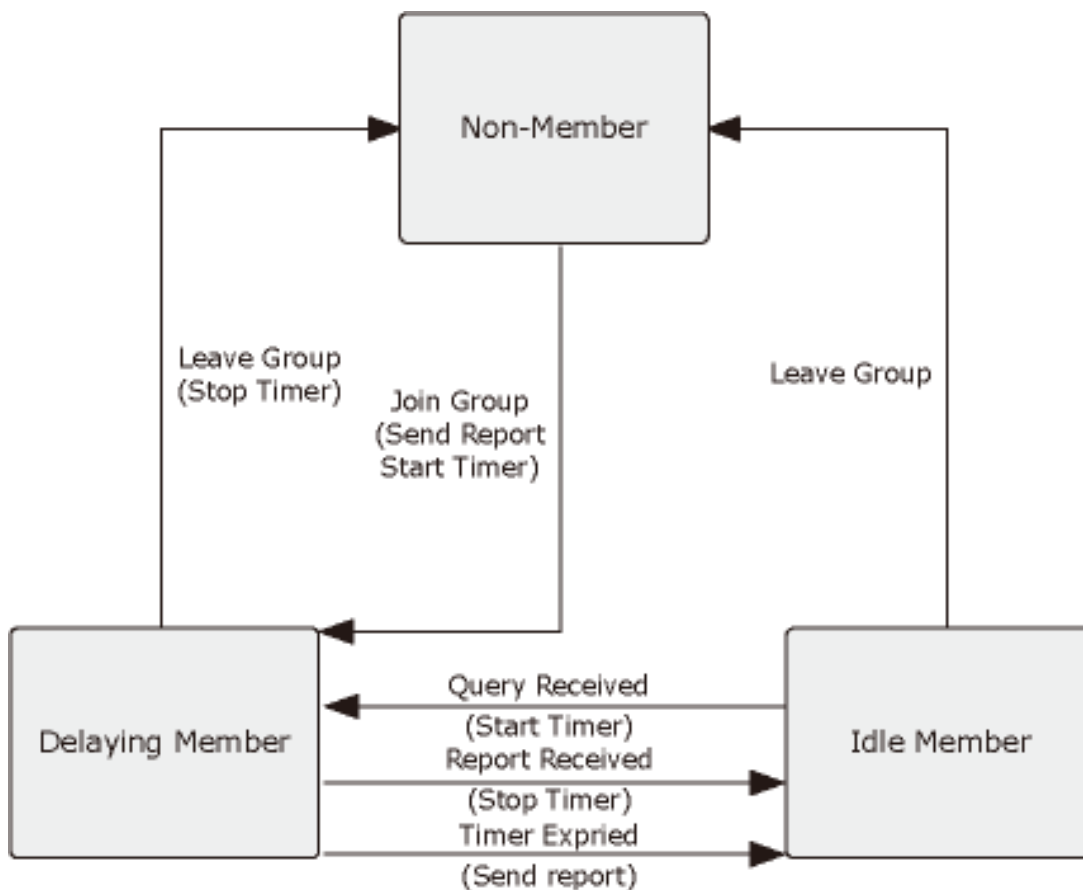 Non-Member
Leave Group
(Stop Timer)
Join Group
(Send Report
Start Timer)
Leave Group
Delaying Member
Query Received
(Start Timer)
Report Received
(Stop Timer)
Timer Expried
(Send report)
Idle Member